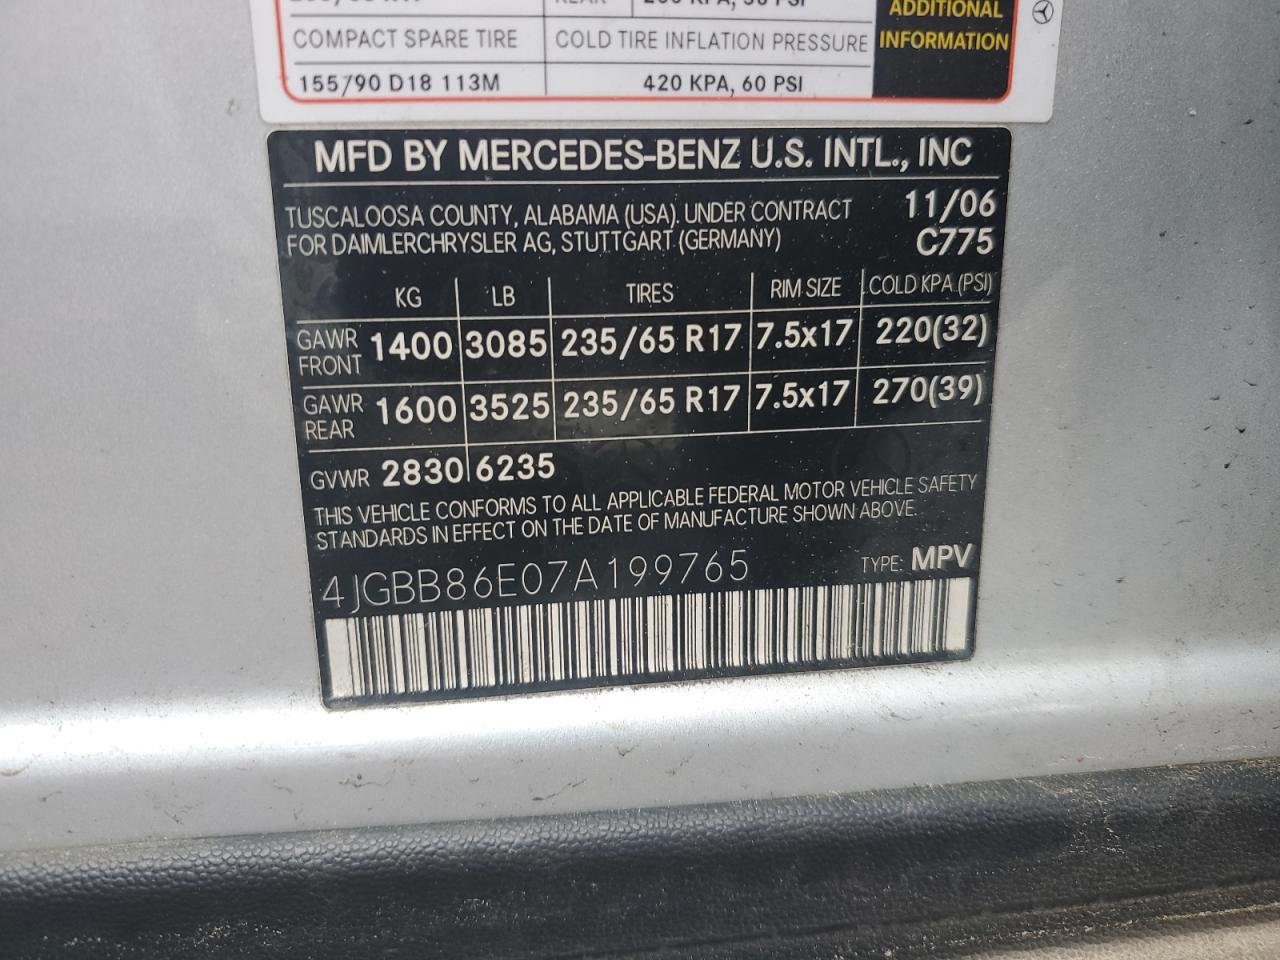 REAR
COMPACT SPARE TIRE COLD TIRE INFLATION PRESSURE
155/90 D18 113M 420 KPA, 60 PSI
ADDITIONAL
INFORMATION
MFD BY MERCEDES-BENZ U.S. INTL., INC
TUSCALOOSA COUNTY, ALABAMA (USA). UNDER CONTRACT 11/06
FOR DAIMLERCHRYSLER AG, STUTTGART (GERMANY) C775
KG LB TIRES RIM SIZE COLD KPA (PSI)
GAWR FRONT 1400 3085 235/65 R17 7.5x17 220(32)
GAWR REAR 1600 3525 235/65 R17 7.5x17 270(39)
GVWR 2830 6235
THIS VEHICLE CONFORMS TO ALL APPLICABLE FEDERAL MOTOR VEHICLE SAFETY
STANDARDS IN EFFECT ON THE DATE OF MANUFACTURE SHOWN ABOVE.
4JGBB86E07A199765 TYPE: MPV